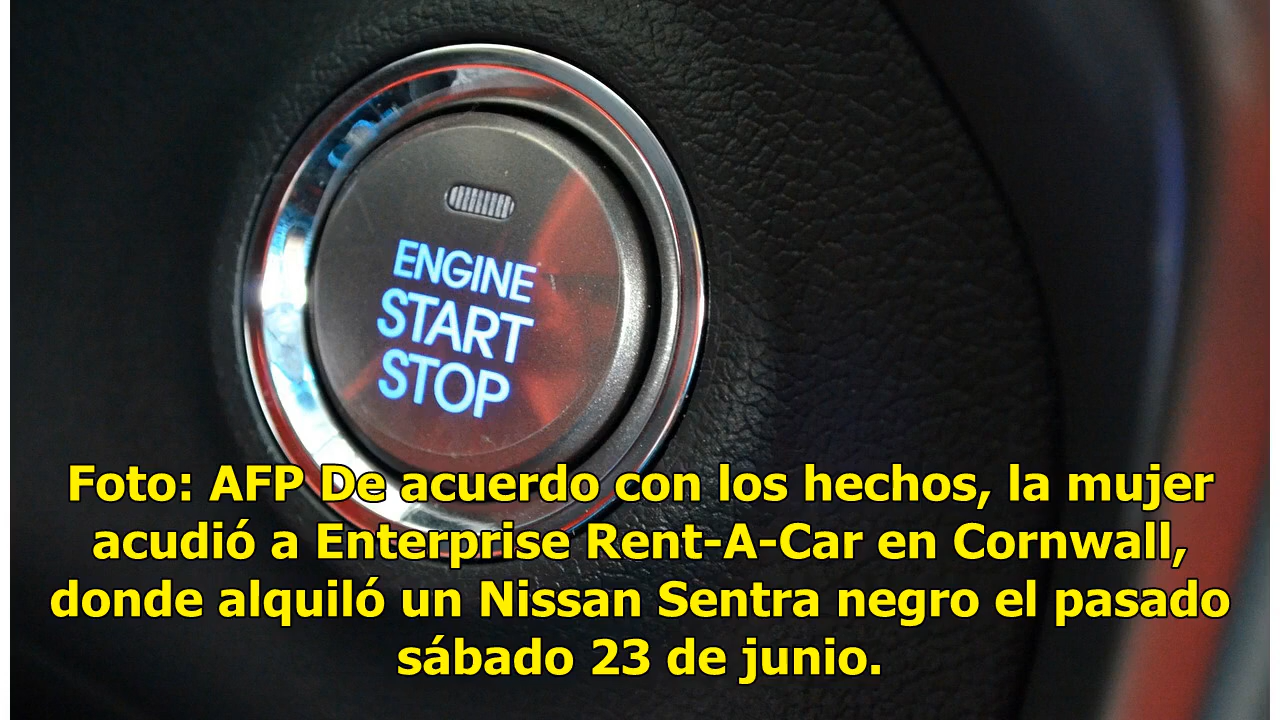 ENGINE
START
STOP
Foto: AFP De acuerdo con los hechos, la mujer
acudió a Enterprise Rent-A-Car en Cornwall,
donde alquiló un Nissan Sentra negro el pasado
sábado 23 de junio.